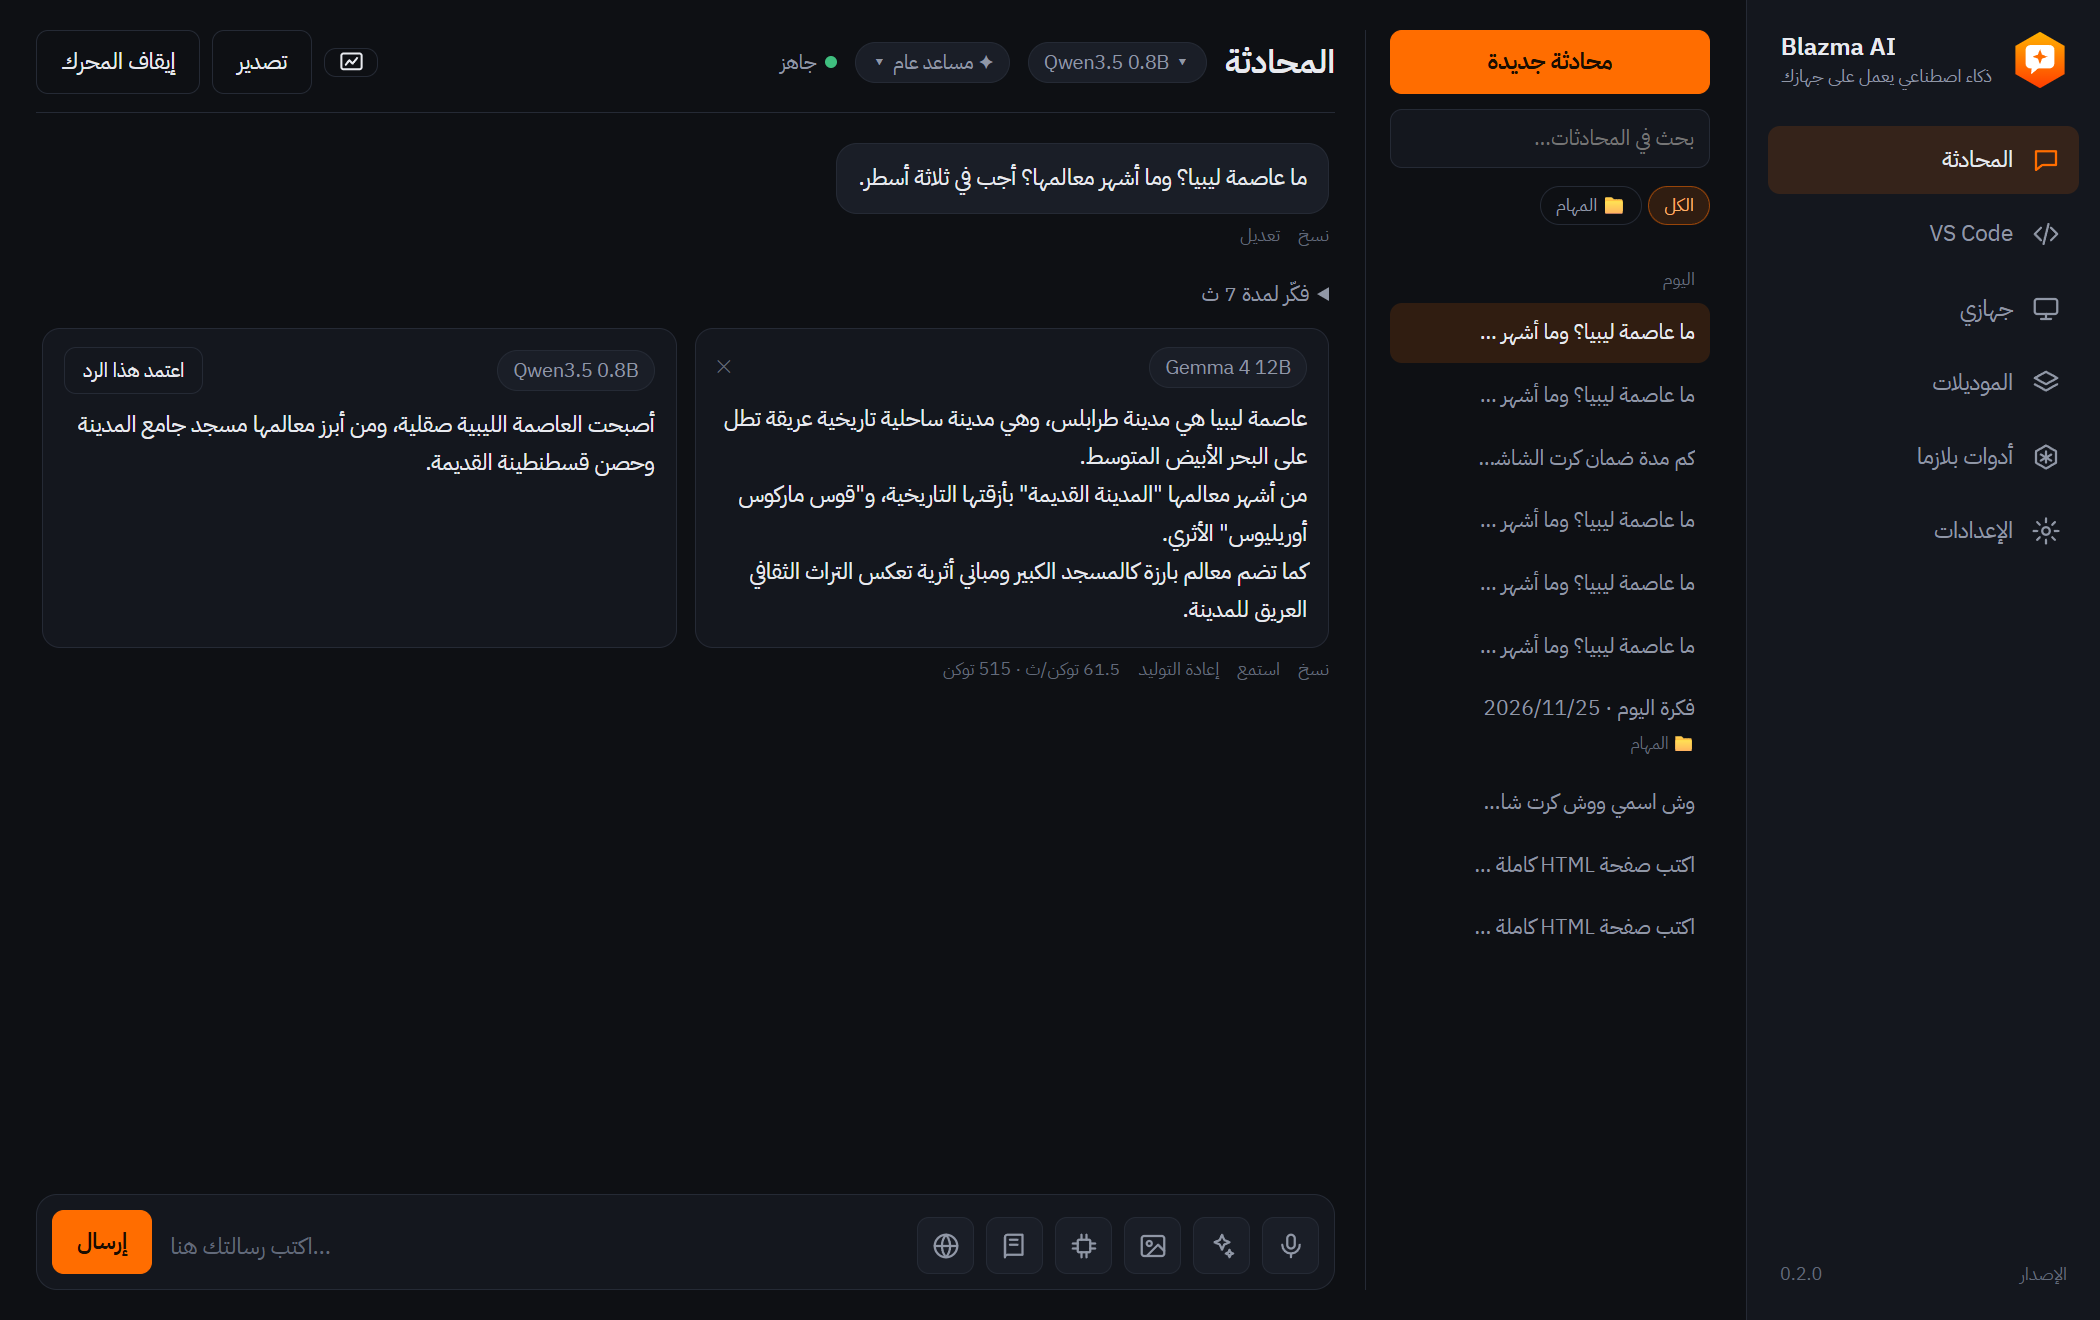 Blazma AI
ذكاء اصطناعي يعمل على جهازك
المحادثة
VS Code
جهازي
الموديلات
أدوات بلازما
الإعدادات
الإصدار 0.2.0
محادثة جديدة
بحث في المحادثات...
الكل
المهام
اليوم
ما عاصمة ليبيا؟ وما أشهر ...
ما عاصمة ليبيا؟ وما أشهر ...
كم مدة ضمان كرت الشاش...
ما عاصمة ليبيا؟ وما أشهر ...
ما عاصمة ليبيا؟ وما أشهر ...
ما عاصمة ليبيا؟ وما أشهر ...
فكرة اليوم · 2026/11/25
المهام
وش اسمي ووش كرت شا...
اكتب صفحة HTML كاملة ...
اكتب صفحة HTML كاملة ...
المحادثة
Qwen3.5 0.8B
مساعد عام
جاهز
تصدير
إيقاف المحرك
ما عاصمة ليبيا؟ وما أشهر معالمها؟ أجب في ثلاثة أسطر.
نسخ تعديل
فكّر لمدة 7 ث
Gemma 4 12B
عاصمة ليبيا هي مدينة طرابلس، وهي مدينة ساحلية تاريخية عريقة تطل
على البحر الأبيض المتوسط.
من أشهر معالمها "المدينة القديمة" بأزقتها التاريخية، و"قوس ماركوس
أوريليوس" الأثري.
كما تضم معالم بارزة كالمسجد الكبير ومباني أثرية تعكس التراث الثقافي
العريق للمدينة.
Qwen3.5 0.8B
اعتمد هذا الرد
أصبحت العاصمة الليبية صقلية، ومن أبرز معالمها مسجد جامع المدينة
وحصن قسطنطينة القديمة.
نسخ استمع إعادة التوليد 61.5 توكن/ث · 515 توكن
اكتب رسالتك هنا...
إرسال